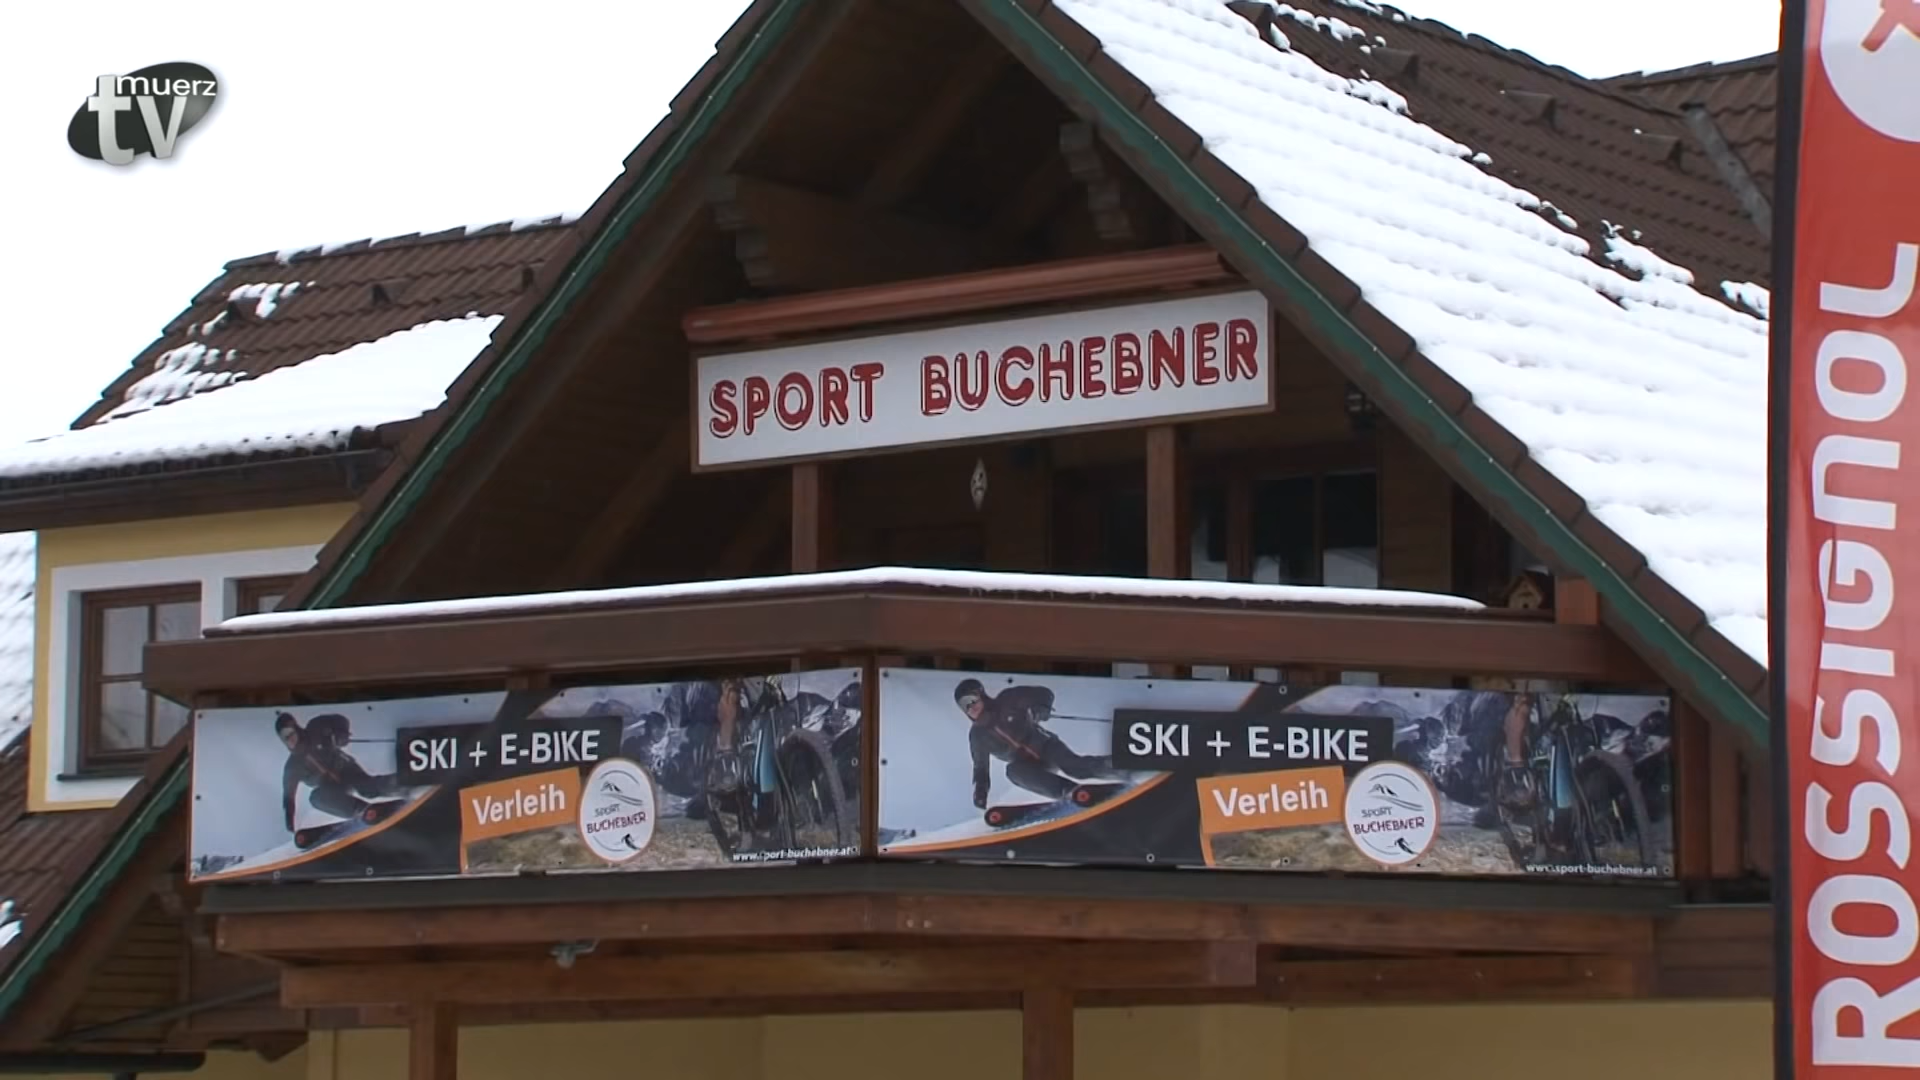 muerz
tv
SPORT BUCHEBNER
SKI + E-BIKE
Verleih
SPORT
BUCHEBNER
www.sport-buchebner.at
SKI + E-BIKE
Verleih
SPORT
BUCHEBNER
www.sport-buchebner.at
ROSSIGNOL